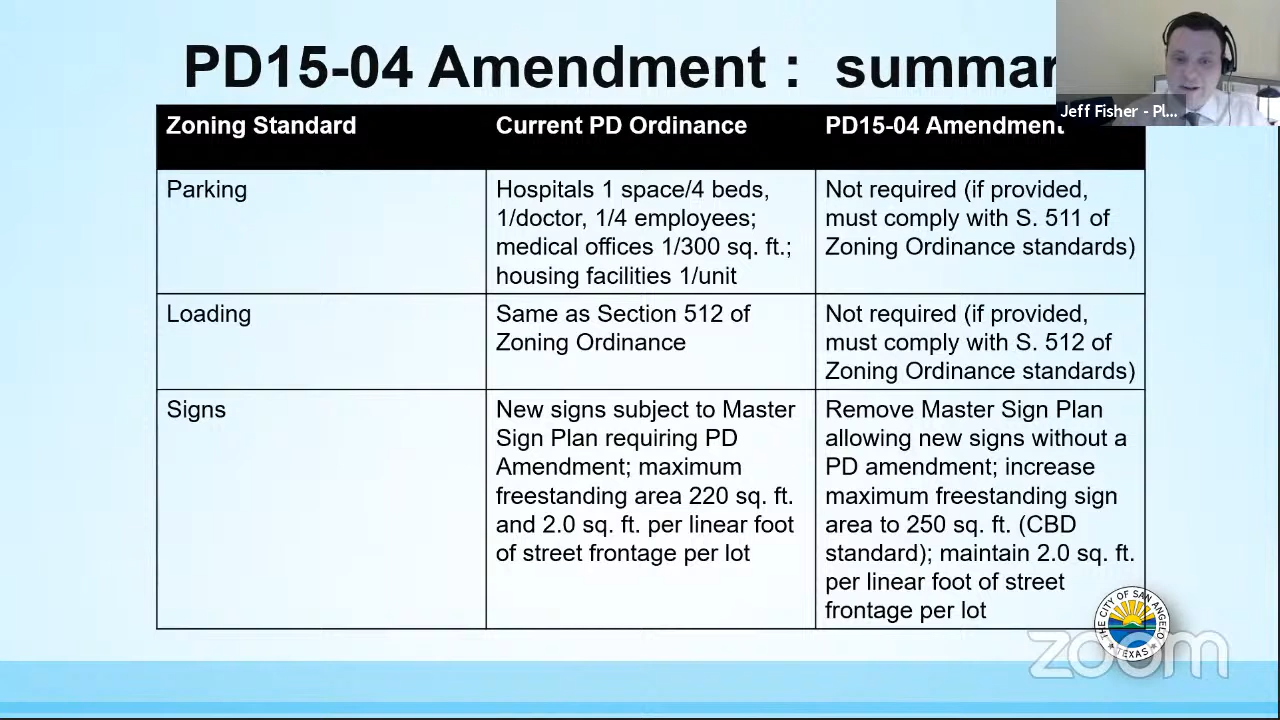 PD15-04 Amendment : summar
Jeff Fisher - Pl...
Zoning Standard
Current PD Ordinance
PD15-04 Amendment
Parking
Hospitals 1 space/4 beds,
1/doctor, 1/4 employees;
medical offices 1/300 sq. ft.;
housing facilities 1/unit
Not required (if provided,
must comply with S. 511 of
Zoning Ordinance standards)
Loading
Same as Section 512 of
Zoning Ordinance
Not required (if provided,
must comply with S. 512 of
Zoning Ordinance standards)
Signs
New signs subject to Master
Sign Plan requiring PD
Amendment; maximum
freestanding area 220 sq. ft.
and 2.0 sq. ft. per linear foot
of street frontage per lot
Remove Master Sign Plan
allowing new signs without a
PD amendment; increase
maximum freestanding sign
area to 250 sq. ft. (CBD
standard); maintain 2.0 sq. ft.
per linear foot of street
frontage per lot
THE CITY OF SAN ANGELO
TEXAS
zoom